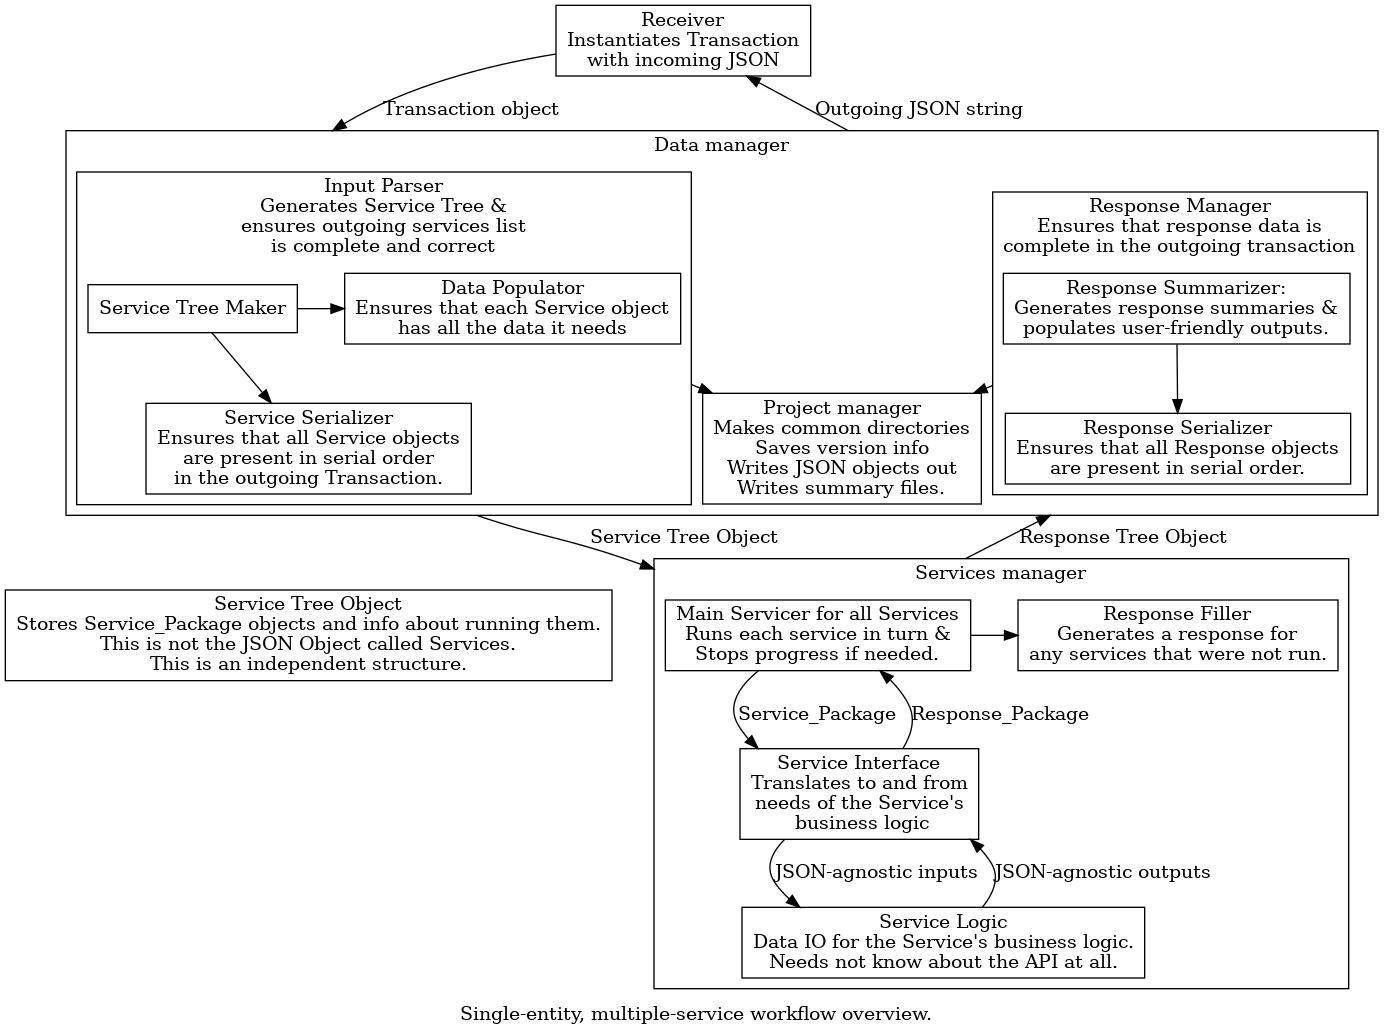 Receiver
Instantiates Transaction
with incoming JSON
Transaction object
Outgoing JSON string
Data manager
Input Parser
Generates Service Tree &
ensures outgoing services list
is complete and correct
Service Tree Maker
Data Populator
Ensures that each Service object
has all the data it needs
Service Serializer
Ensures that all Service objects
are present in serial order
in the outgoing Transaction.
Project manager
Makes common directories
Saves version info
Writes JSON objects out
Writes summary files.
Response Manager
Ensures that response data is
complete in the outgoing transaction
Response Summarizer:
Generates response summaries &
populates user-friendly outputs.
Response Serializer
Ensures that all Response objects
are present in serial order.
Service Tree Object
Response Tree Object
Service Tree Object
Stores Service_Package objects and info about running them.
This is not the JSON Object called Services.
This is an independent structure.
Services manager
Main Servicer for all Services
Runs each service in turn &
Stops progress if needed.
Response Filler
Generates a response for
any services that were not run.
Service_Package
Response_Package
Service Interface
Translates to and from
needs of the Service's
business logic
JSON-agnostic inputs
JSON-agnostic outputs
Service Logic
Data IO for the Service's business logic.
Needs not know about the API at all.
Single-entity, multiple-service workflow overview.